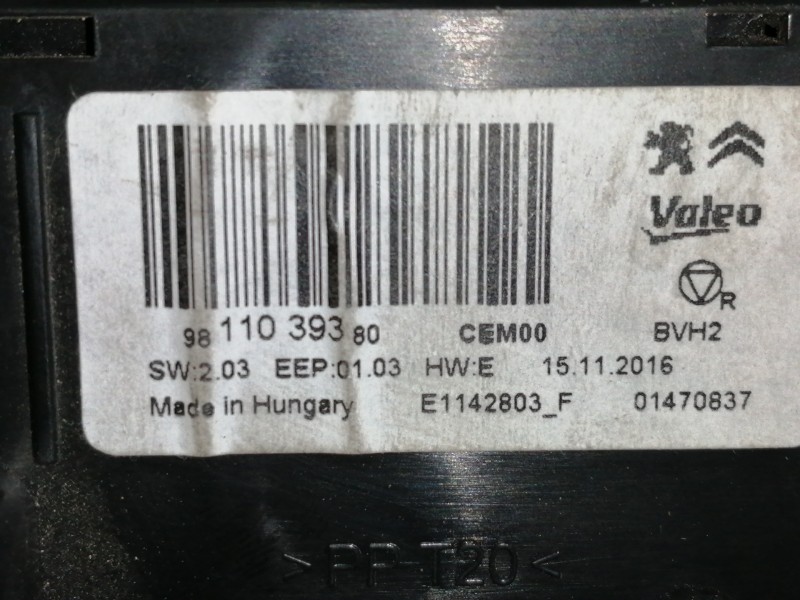 Valeo
R
98 110 393 80 CEM00 BVH2
SW:2.03 EEP:01.03 HW:E 15.11.2016
Made in Hungary E1142803_F 01470837
>PP-T20<